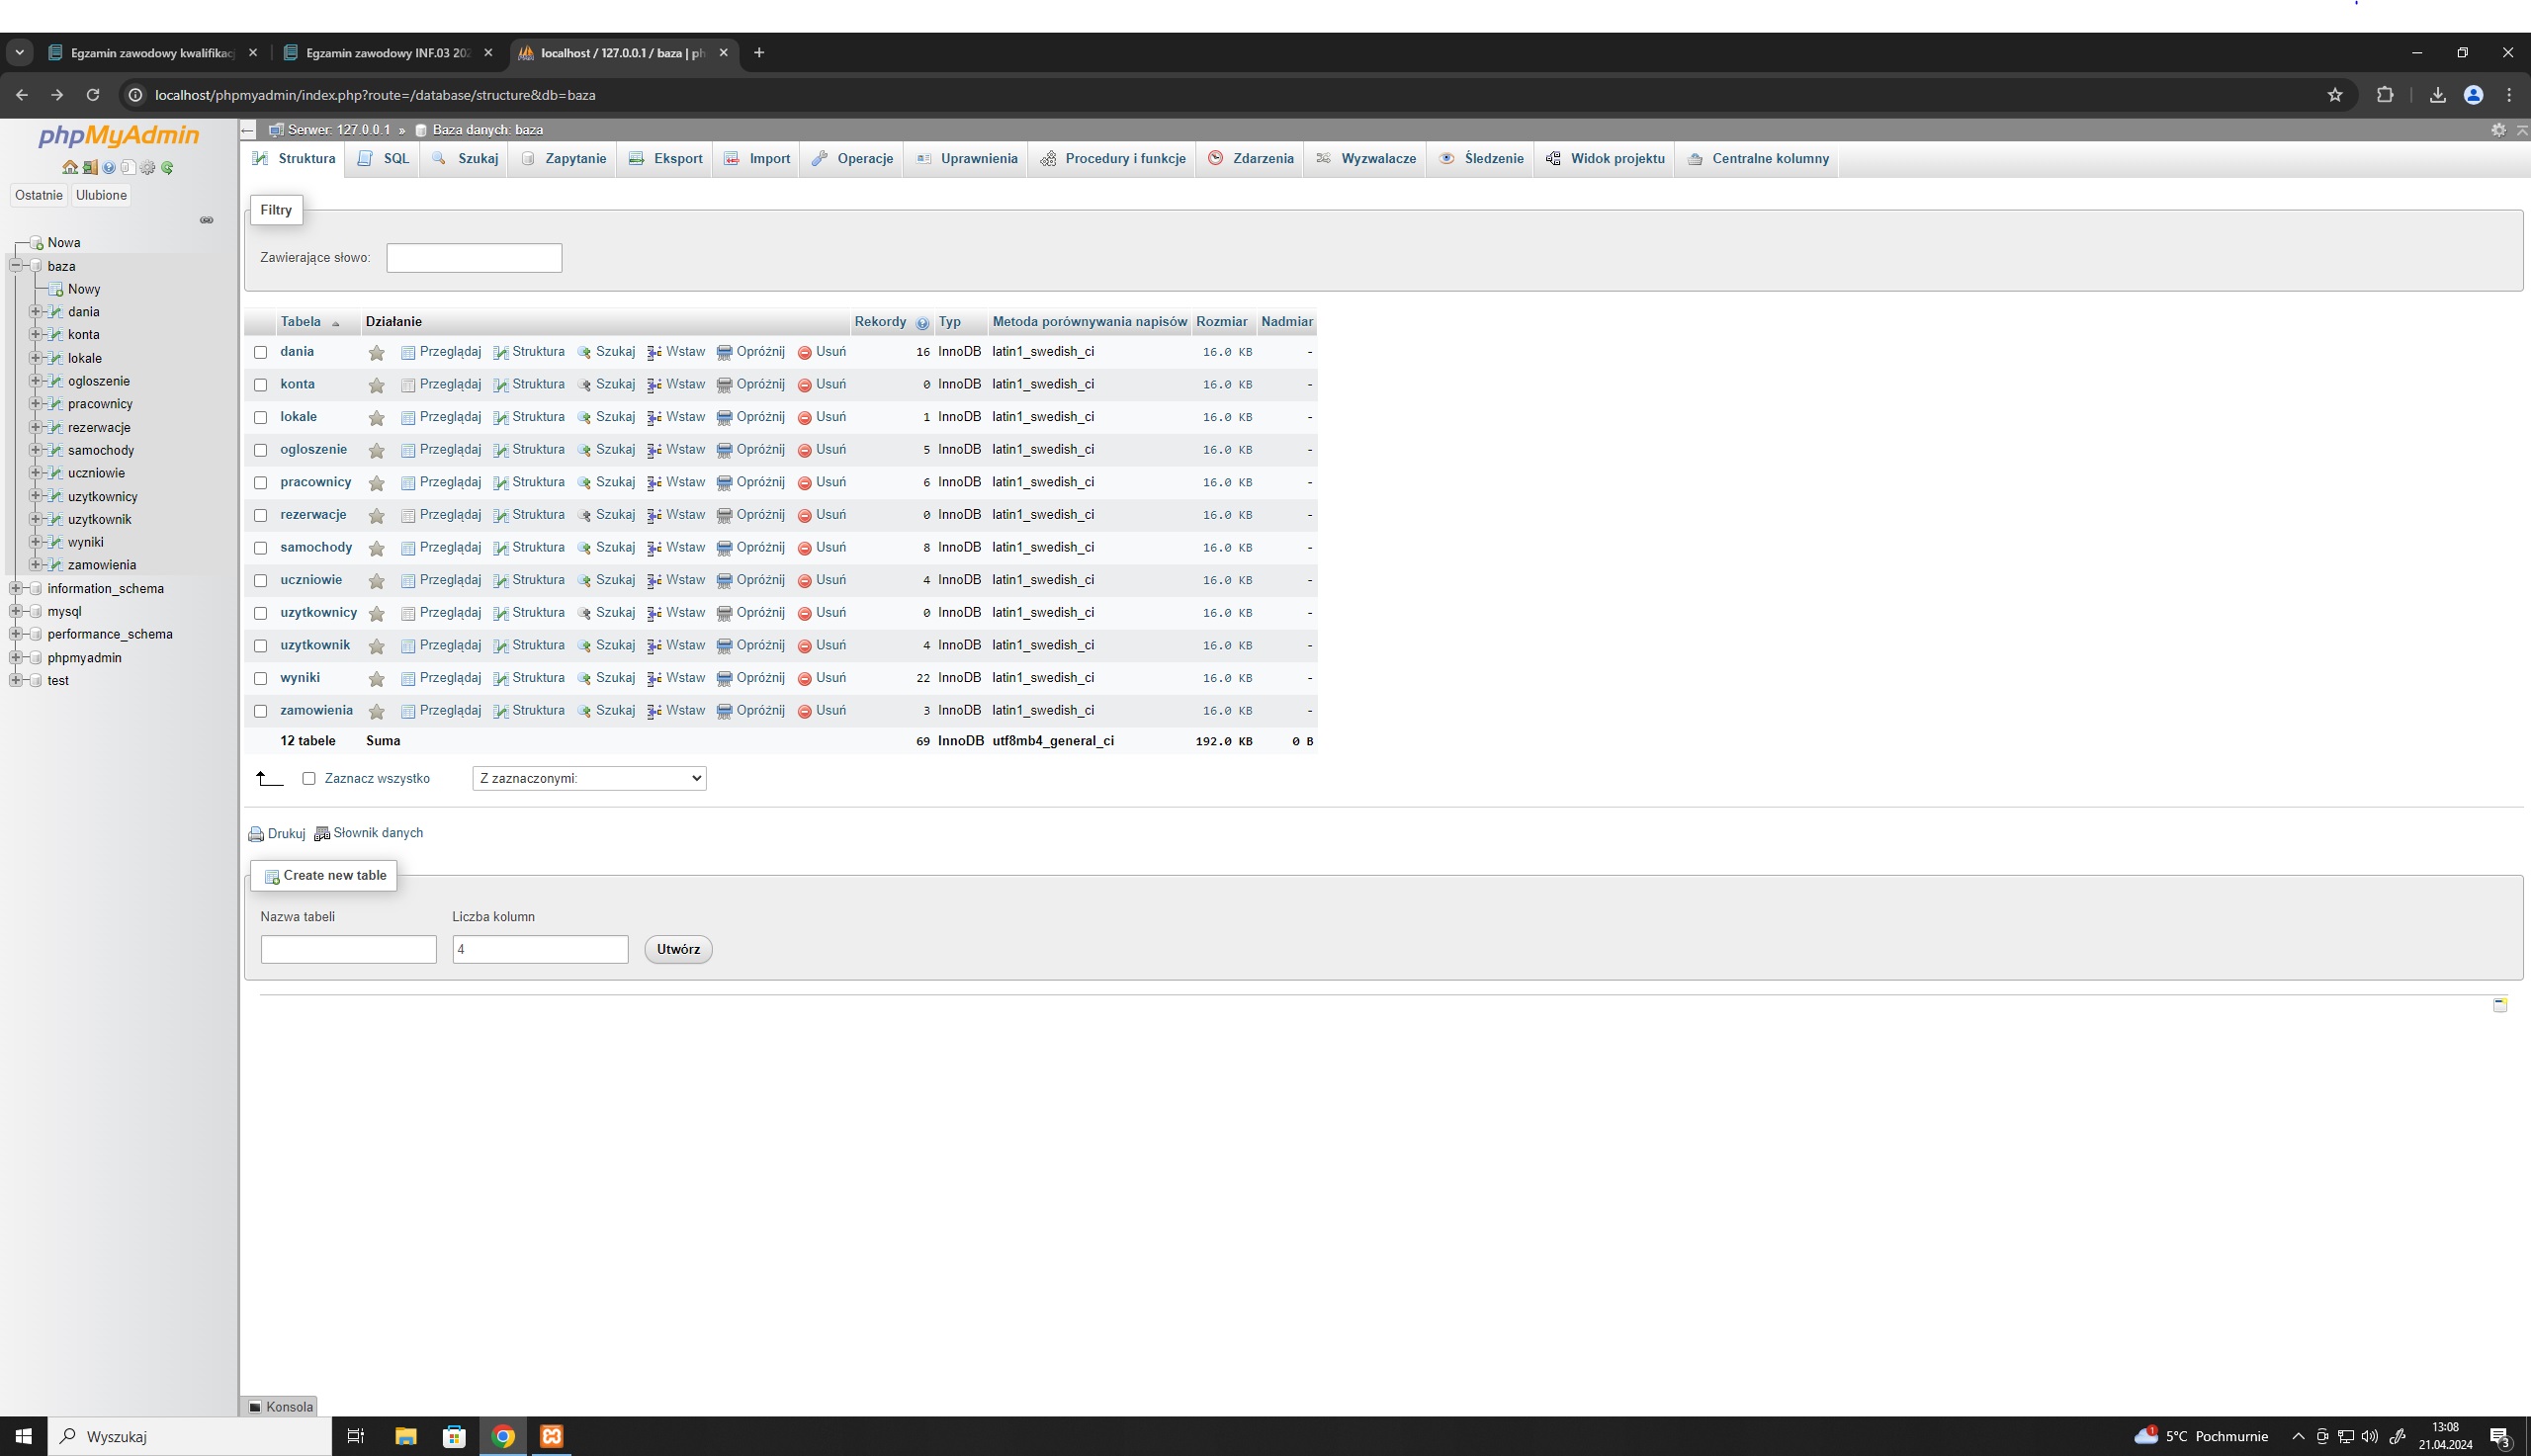 Egzamin zawodowy kwalifikac
Egzamin zawodowy INF.03 202
localhost / 127.0.0.1 / baza | ph
localhost/phpmyadmin/index.php?route=/database/structure&db=baza
phpMyAdmin
Ostatnie Ulubione
Nowa
baza
Nowy
dania
konta
lokale
ogloszenie
pracownicy
rezerwacje
samochody
uczniowie
uzytkownicy
uzytkownik
wyniki
zamowienia
information_schema
mysql
performance_schema
phpmyadmin
test
Serwer: 127.0.0.1 » Baza danych: baza
Struktura SQL Szukaj Zapytanie Eksport Import Operacje Uprawnienia Procedury i funkcje Zdarzenia Wyzwalacze Śledzenie Widok projektu Centralne kolumny
Filtry
Zawierające słowo:
Tabela Działanie Rekordy Typ Metoda porównywania napisów Rozmiar Nadmiar
dania Przeglądaj Struktura Szukaj Wstaw Opróżnij Usuń 16 InnoDB latin1_swedish_ci 16.0 KB -
konta Przeglądaj Struktura Szukaj Wstaw Opróżnij Usuń 0 InnoDB latin1_swedish_ci 16.0 KB -
lokale Przeglądaj Struktura Szukaj Wstaw Opróżnij Usuń 1 InnoDB latin1_swedish_ci 16.0 KB -
ogloszenie Przeglądaj Struktura Szukaj Wstaw Opróżnij Usuń 5 InnoDB latin1_swedish_ci 16.0 KB -
pracownicy Przeglądaj Struktura Szukaj Wstaw Opróżnij Usuń 6 InnoDB latin1_swedish_ci 16.0 KB -
rezerwacje Przeglądaj Struktura Szukaj Wstaw Opróżnij Usuń 0 InnoDB latin1_swedish_ci 16.0 KB -
samochody Przeglądaj Struktura Szukaj Wstaw Opróżnij Usuń 8 InnoDB latin1_swedish_ci 16.0 KB -
uczniowie Przeglądaj Struktura Szukaj Wstaw Opróżnij Usuń 4 InnoDB latin1_swedish_ci 16.0 KB -
uzytkownicy Przeglądaj Struktura Szukaj Wstaw Opróżnij Usuń 0 InnoDB latin1_swedish_ci 16.0 KB -
uzytkownik Przeglądaj Struktura Szukaj Wstaw Opróżnij Usuń 4 InnoDB latin1_swedish_ci 16.0 KB -
wyniki Przeglądaj Struktura Szukaj Wstaw Opróżnij Usuń 22 InnoDB latin1_swedish_ci 16.0 KB -
zamowienia Przeglądaj Struktura Szukaj Wstaw Opróżnij Usuń 3 InnoDB latin1_swedish_ci 16.0 KB -
12 tabele Suma 69 InnoDB utf8mb4_general_ci 192.0 KB 0 B
Zaznacz wszystko Z zaznaczonymi:
Drukuj Słownik danych
Create new table
Nazwa tabeli Liczba kolumn
4 Utwórz
Konsola
Wyszukaj
1
5°C Pochmurnie
13:08
21.04.2024
3